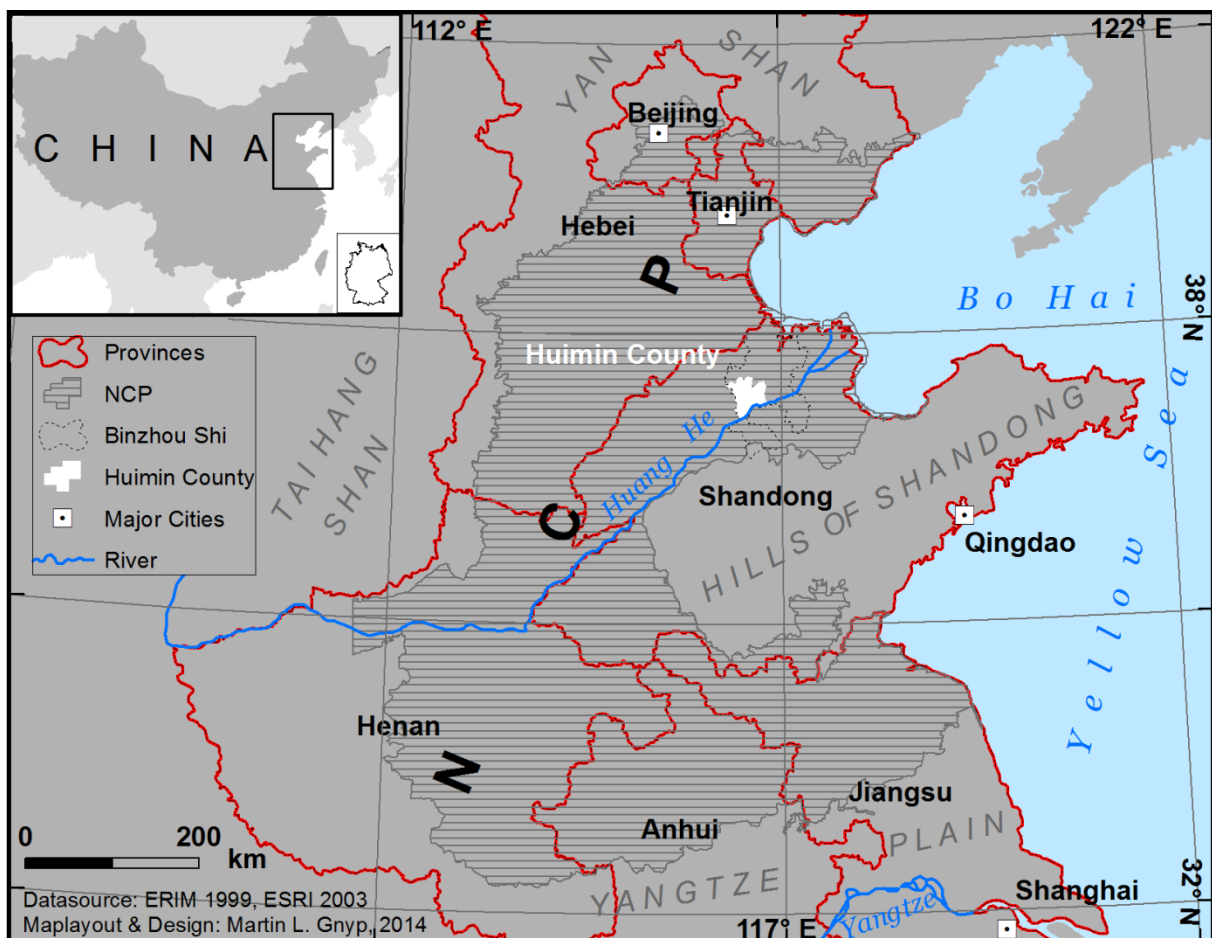 112° E
122° E
YAN SHAN
CHINA
Beijing
Tianjin
Hebei
P
Bo Hai
38° N
Provinces
NCP
Binzhou Shi
Huimin County
Major Cities
River
Huimin County
TAIHANG
SHAN
Huang He
C
Shandong
HILLS OF SHANDONG
Qingdao
Yellow Sea
Henan
N
Jiangsu
Anhui
PLAIN
YANGTZE
0 200
km
32° N
Shanghai
Yangtze
117° E
Datasource: ERIM 1999, ESRI 2003
Maplayout & Design: Martin L. Gnyp, 2014